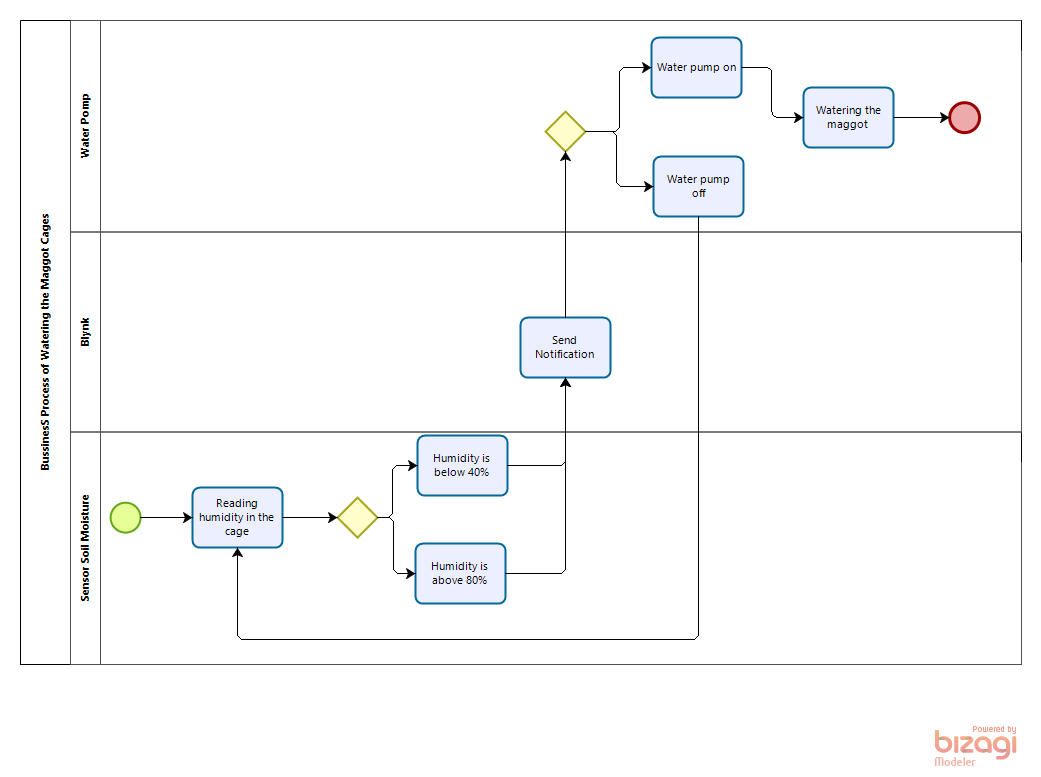 BussinesS Process of Watering the Maggot Cages
Water Pomp
Water pump on
Watering the
maggot
Water pump
off
Blynk
Send
Notification
Sensor Soil Moisture
Reading
humidity in the
cage
Humidity is
below 40%
Humidity is
above 80%
Powered by
bizagi
Modeler